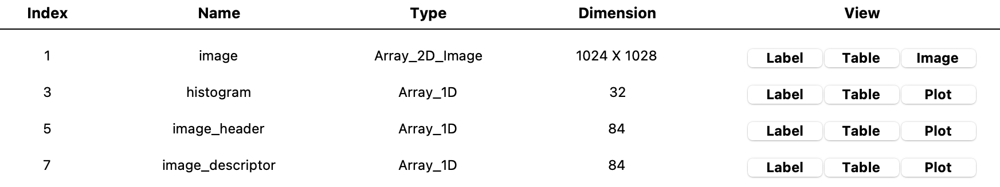 Index Name Type Dimension View
1 image Array_2D_Image 1024 X 1028 Label Table Image
3 histogram Array_1D 32 Label Table Plot
5 image_header Array_1D 84 Label Table Plot
7 image_descriptor Array_1D 84 Label Table Plot